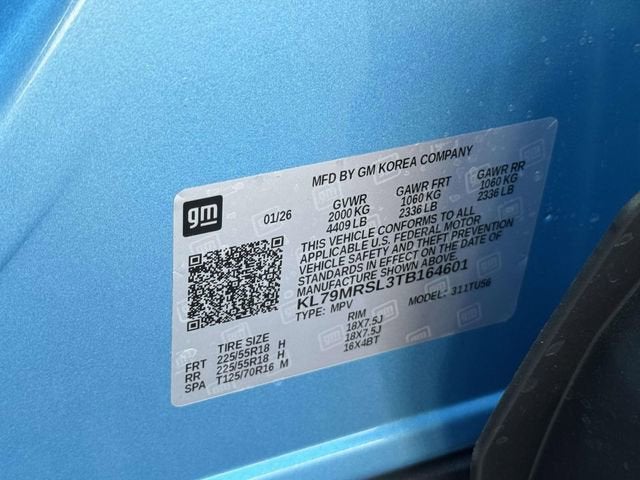 MFD BY GM KOREA COMPANY
gm
01/26
GVWR GAWR FRT GAWR RR
2000 KG 1060 KG 1060 KG
4409 LB 2336 LB 2336 LB
THIS VEHICLE CONFORMS TO ALL
APPLICABLE U.S. FEDERAL MOTOR
VEHICLE SAFETY AND THEFT PREVENTION
STANDARDS IN EFFECT ON THE DATE OF
MANUFACTURE SHOWN ABOVE.
KL79MRSL3TB164601
TYPE: MPV MODEL: 311TU56
TIRE SIZE RIM
FRT 225/55R18 H 18X7.5J
RR 225/55R18 H 18X7.5J
SPA T125/70R16 M 16X4BT